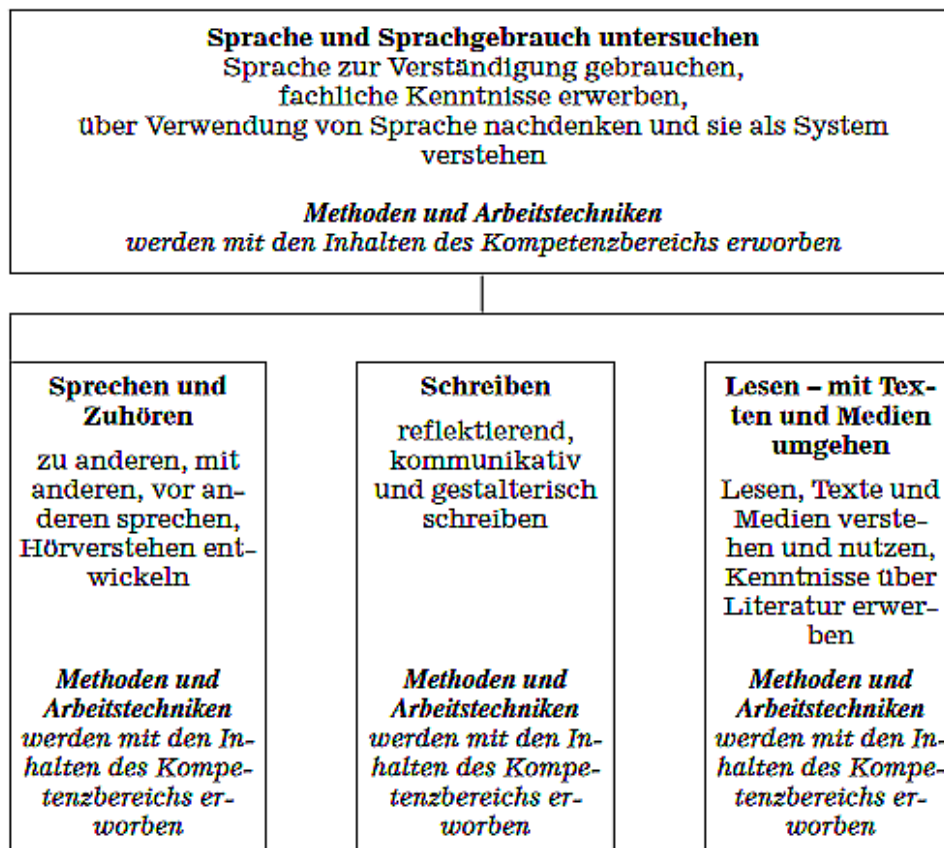 Sprache und Sprachgebrauch untersuchen
Sprache zur Verständigung gebrauchen,
fachliche Kenntnisse erwerben,
über Verwendung von Sprache nachdenken und sie als System
verstehen
Methoden und Arbeitstechniken
werden mit den Inhalten des Kompetenzbereichs erworben
Sprechen und
Zuhören
zu anderen, mit
anderen, vor an-
deren sprechen,
Hörverstehen ent-
wickeln
Methoden und
Arbeitstechniken
werden mit den In-
halten des Kompe-
tenzbereichs er-
worben
Schreiben
reflektierend,
kommunikativ
und gestalterisch
schreiben
Methoden und
Arbeitstechniken
werden mit den In-
halten des Kompe-
tenzbereichs er-
worben
Lesen – mit Tex-
ten und Medien
umgehen
Lesen, Texte und
Medien verste-
hen und nutzen,
Kenntnisse über
Literatur erwer-
ben
Methoden und
Arbeitstechniken
werden mit den In-
halten des Kompe-
tenzbereichs er-
worben